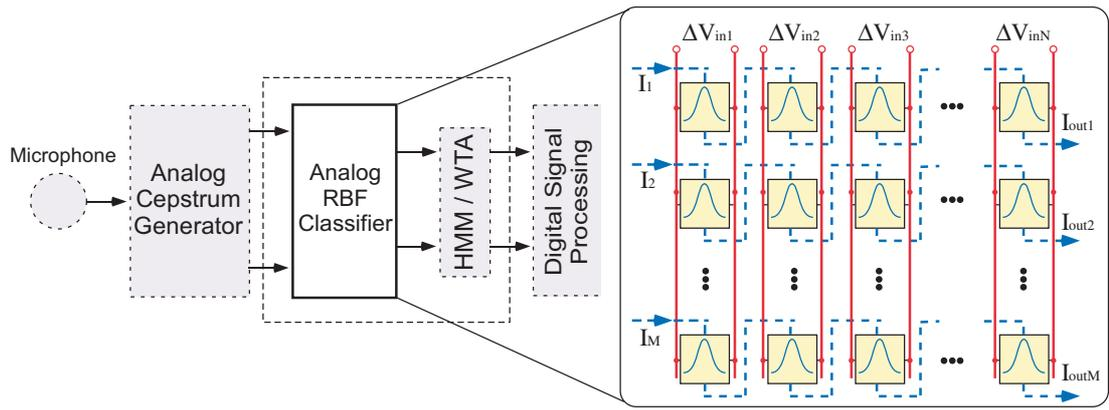 Microphone
Analog
Cepstrum
Generator
Analog
RBF
Classifier
HMM / WTA
Digital Signal
Processing
ΔVin1
ΔVin2
ΔVin3
ΔVinN
I1
Iout1
I2
Iout2
IM
IoutM